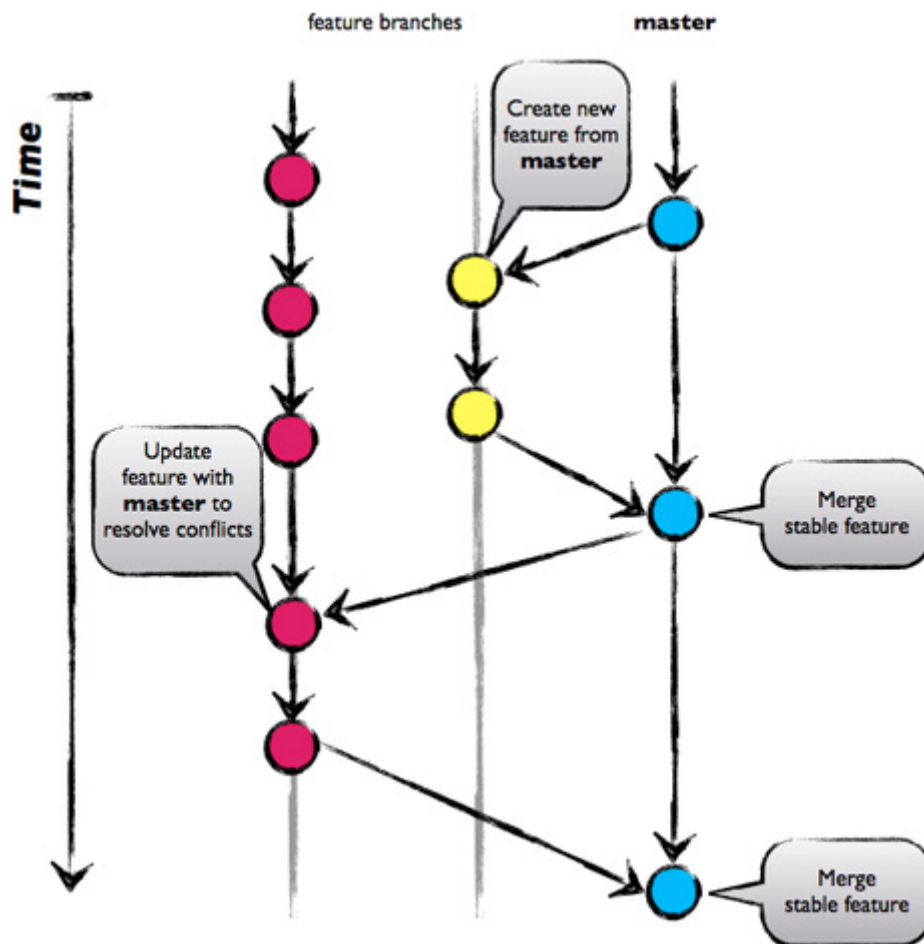 feature branches
master
Time
Create new
feature from
master
Update
feature with
master to
resolve conflicts
Merge
stable feature
Merge
stable feature